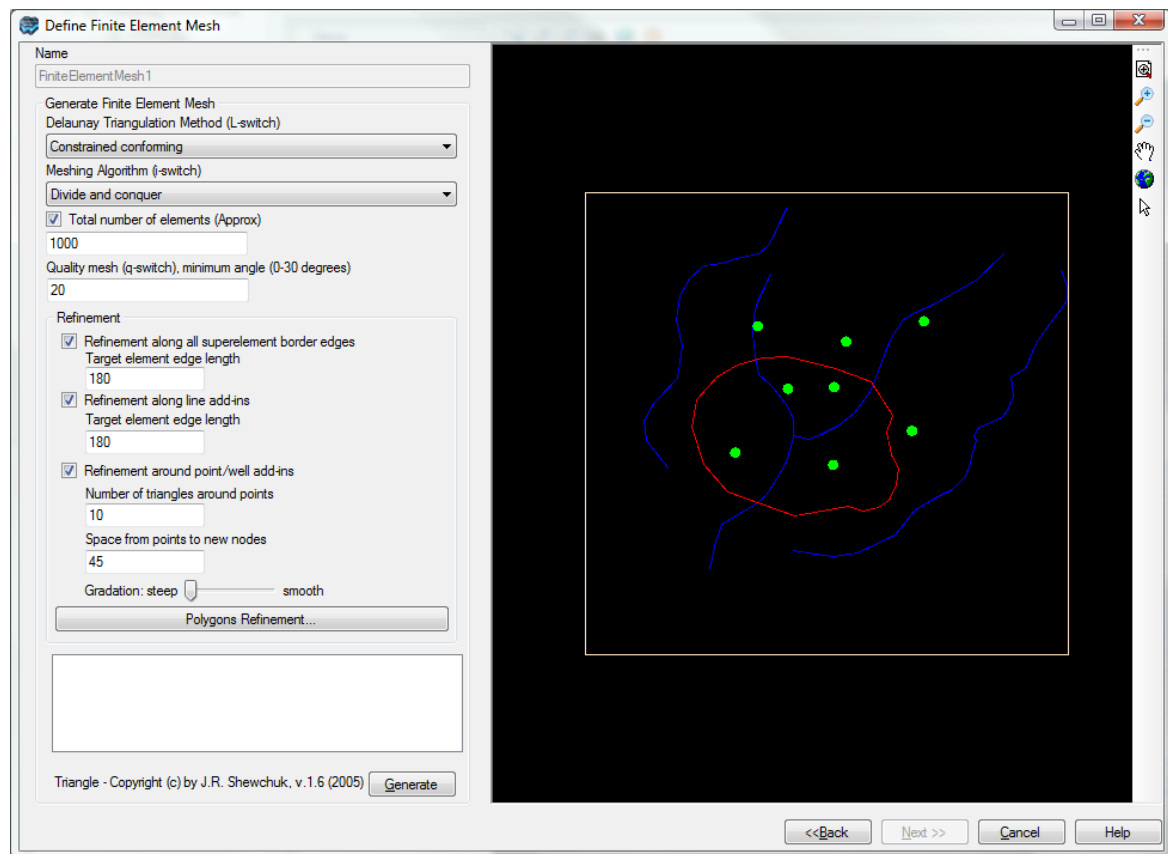 Define Finite Element Mesh
Name
FiniteElementMesh1
Generate Finite Element Mesh
Delaunay Triangulation Method (L-switch)
Constrained conforming
Meshing Algorithm (i-switch)
Divide and conquer
Total number of elements (Approx)
1000
Quality mesh (q-switch), minimum angle (0-30 degrees)
20
Refinement
Refinement along all superelement border edges
Target element edge length
180
Refinement along line add-ins
Target element edge length
180
Refinement around point/well add-ins
Number of triangles around points
10
Space from points to new nodes
45
Gradation: steep smooth
Polygons Refinement...
Triangle - Copyright (c) by J.R. Shewchuk, v.1.6 (2005) Generate
<<Back Next >> Cancel Help